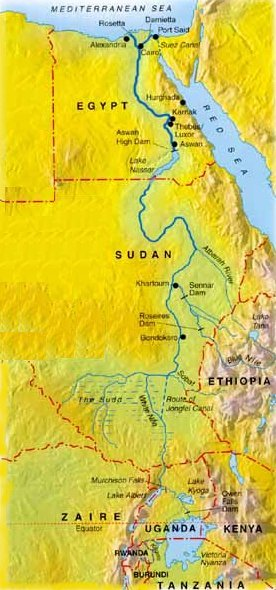 MEDITERRANEAN SEA
Damietta
Rosetta
Port Said
Alexandria
Suez Canal
Cairo
EGYPT
Hurghada
RED SEA
Karnak
Thebes/
Luxor
Aswan
High Dam
Aswan
Lake
Nasser
Atbarah River
SUDAN
Khartoum
Sennar
Dam
Roseires
Dam
Lake
Tana
Gondokoro
Blue Nile
Sobat
ETHIOPIA
The Sudd
White Nile
Route of
Jonglei Canal
Murchison Falls
Lake
Kyoga
Lake Albert
Owen
Falls
Dam
ZAIRE
Equator
UGANDA
KENYA
RWANDA
Victoria
Nyanza
BURUNDI
TANZANIA